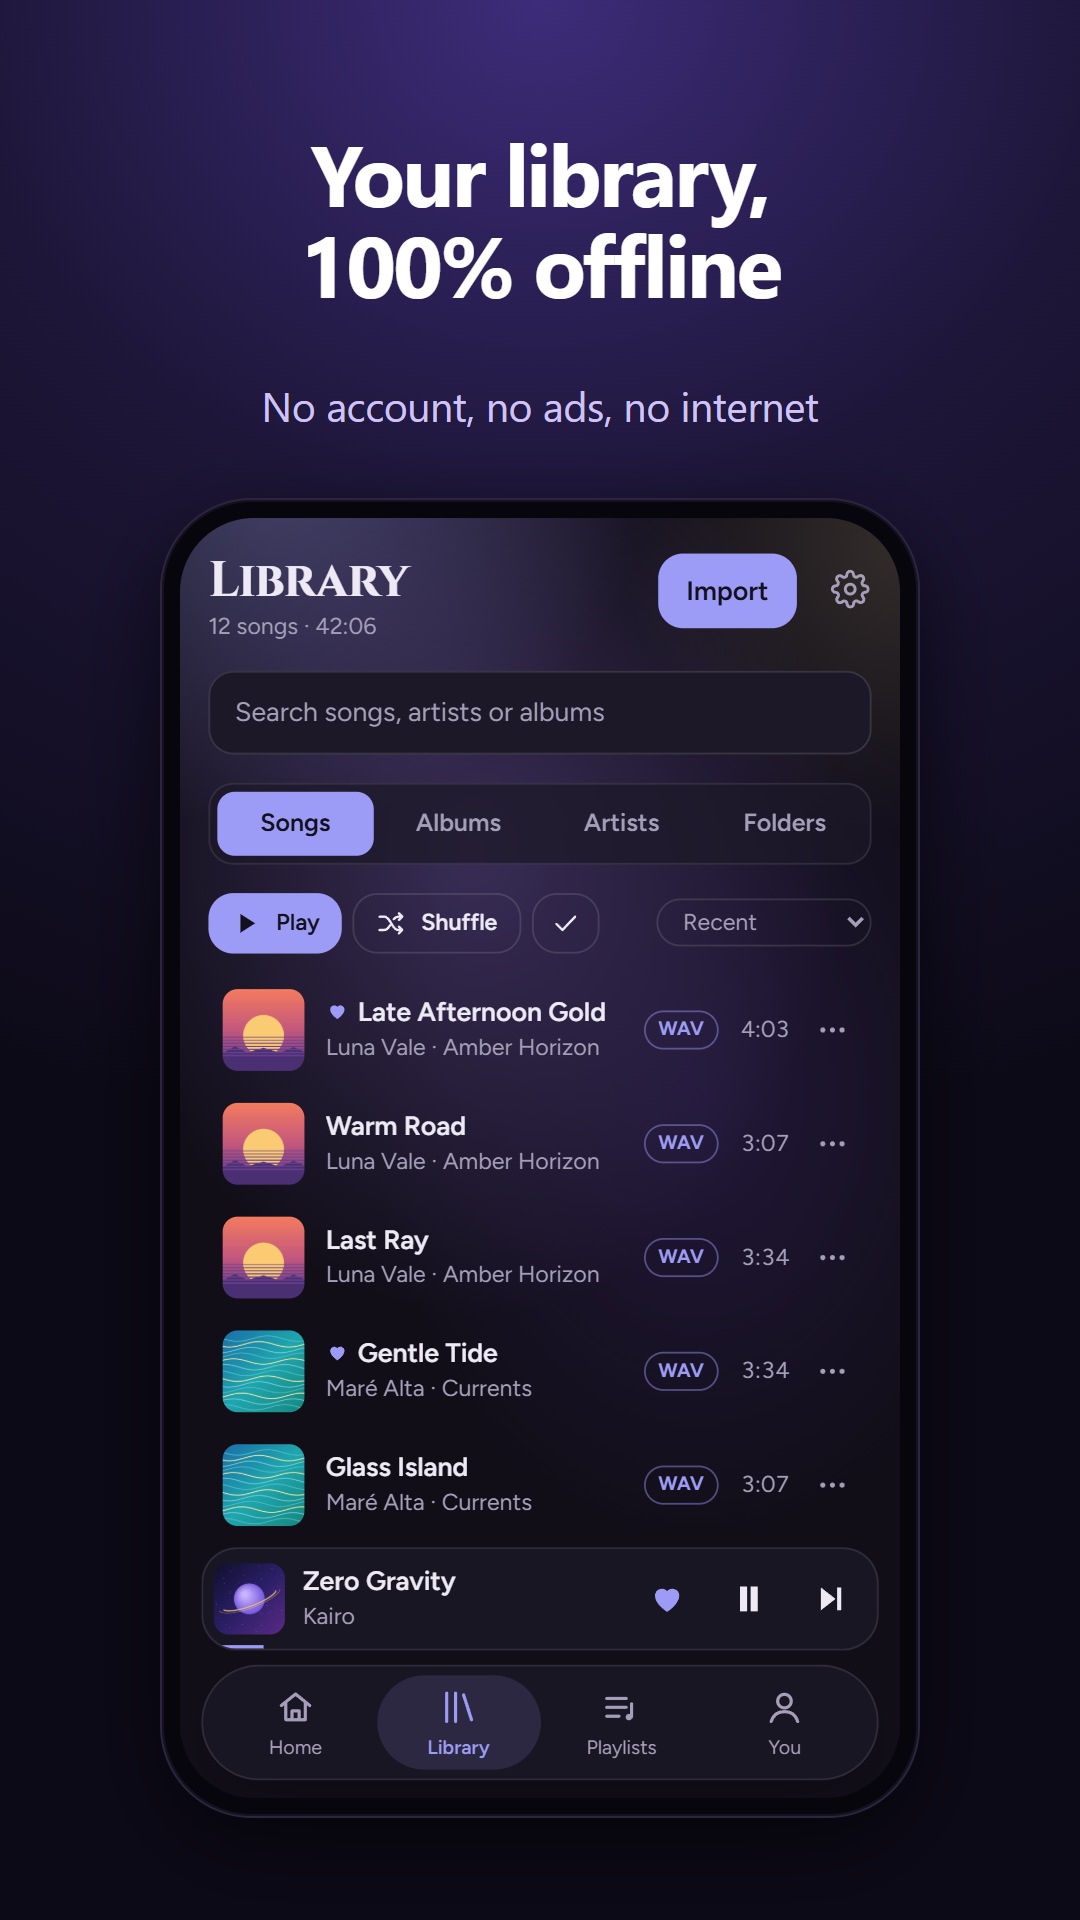 Your library,
100% offline
No account, no ads, no internet
LIBRARY
12 songs · 42:06
Import
Search songs, artists or albums
Songs Albums Artists Folders
Play Shuffle Recent
Late Afternoon Gold
Luna Vale · Amber Horizon
WAV 4:03
Warm Road
Luna Vale · Amber Horizon
WAV 3:07
Last Ray
Luna Vale · Amber Horizon
WAV 3:34
Gentle Tide
Maré Alta · Currents
WAV 3:34
Glass Island
Maré Alta · Currents
WAV 3:07
Zero Gravity
Kairo
Home Library Playlists You